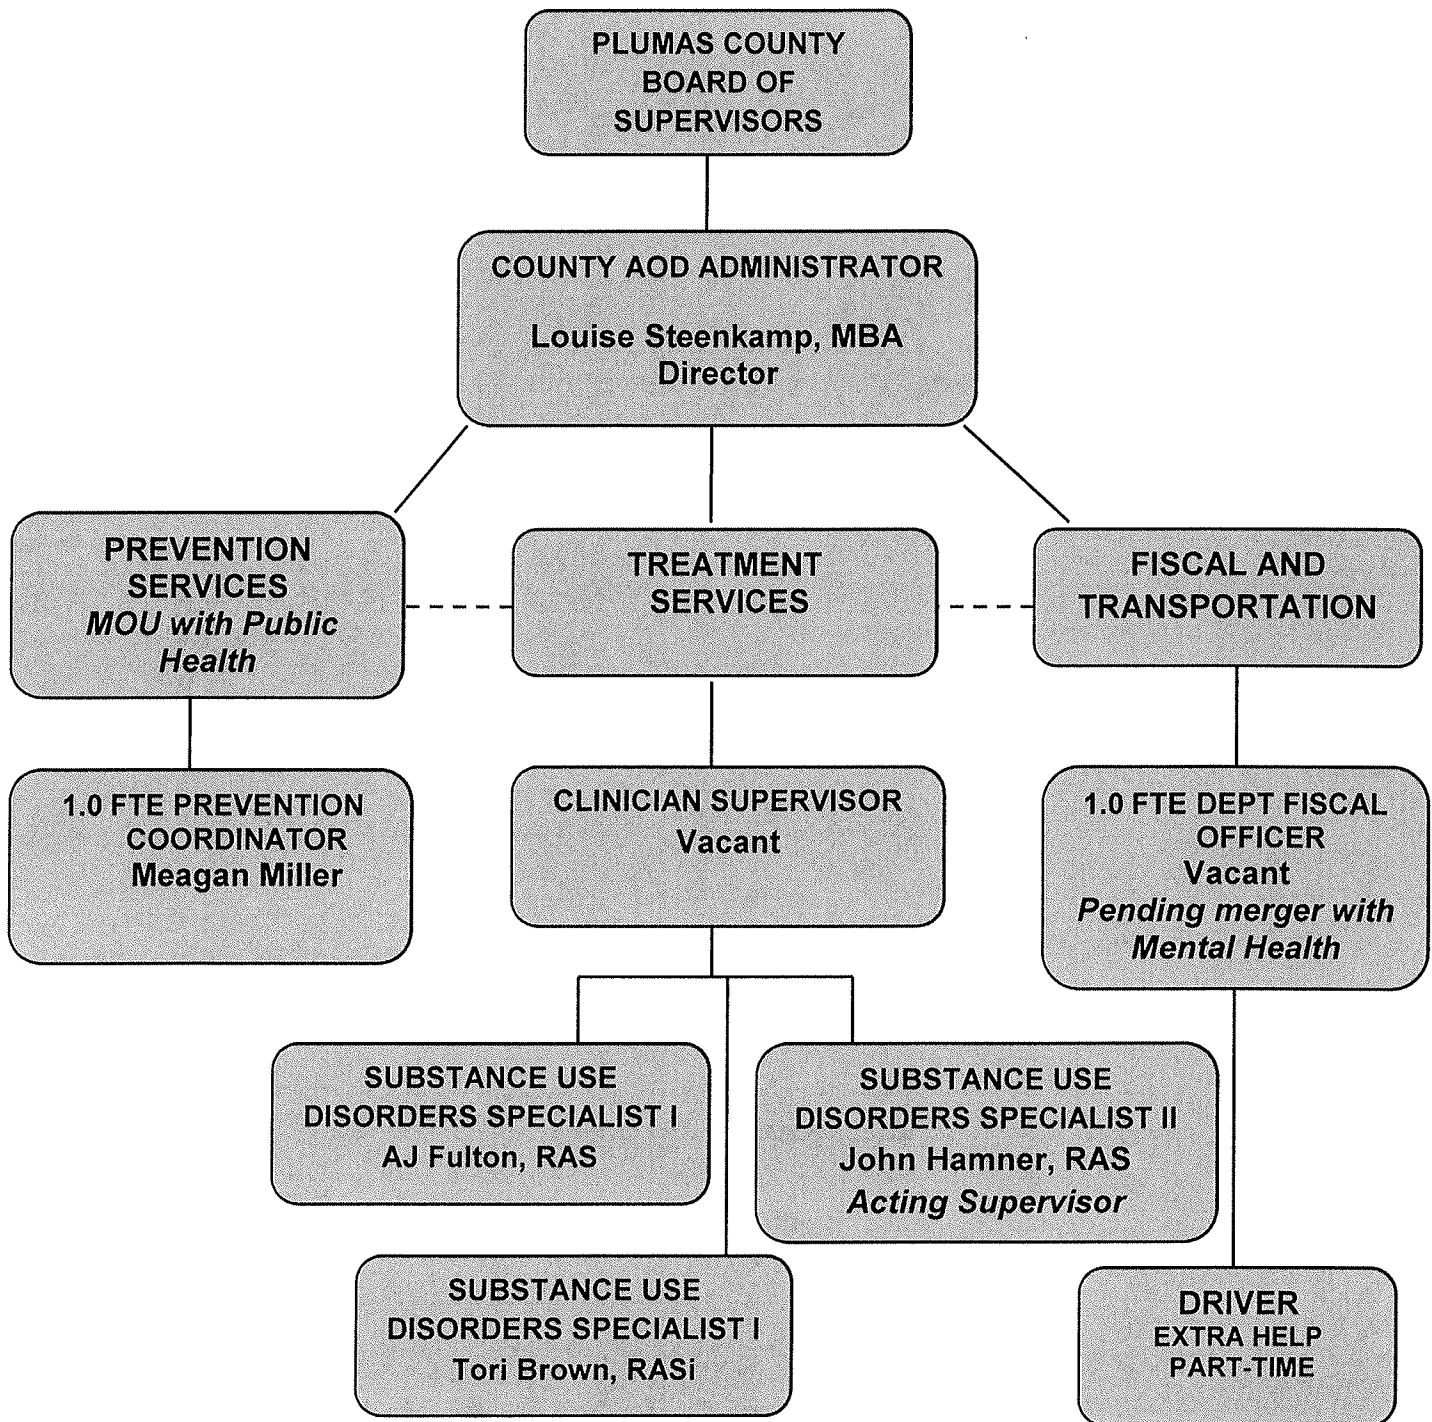 PLUMAS COUNTY
BOARD OF
SUPERVISORS
COUNTY AOD ADMINISTRATOR
Louise Steenkamp, MBA
Director
PREVENTION
SERVICES
MOU with Public
Health
TREATMENT
SERVICES
FISCAL AND
TRANSPORTATION
1.0 FTE PREVENTION
COORDINATOR
Meagan Miller
CLINICIAN SUPERVISOR
Vacant
1.0 FTE DEPT FISCAL
OFFICER
Vacant
Pending merger with
Mental Health
SUBSTANCE USE
DISORDERS SPECIALIST I
AJ Fulton, RAS
SUBSTANCE USE
DISORDERS SPECIALIST II
John Hamner, RAS
Acting Supervisor
SUBSTANCE USE
DISORDERS SPECIALIST I
Tori Brown, RASi
DRIVER
EXTRA HELP
PART-TIME